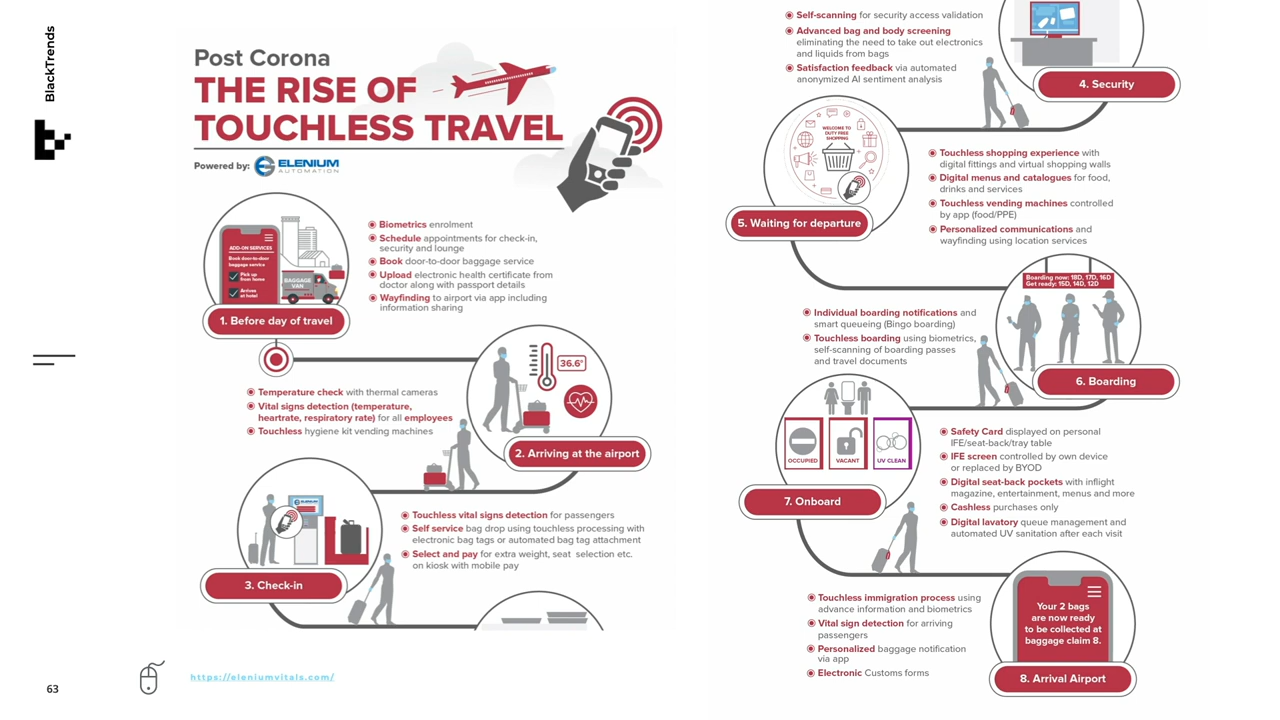 BlackTrends
Post Corona
THE RISE OF
TOUCHLESS TRAVEL
Powered by: ELENIUM
AUTOMATION
ADD-ON SERVICES
Book door-to-door
baggage service
Pick up
from home
Arrives
at hotel
BAGGAGE
VAN
Biometrics enrolment
Schedule appointments for check-in,
security and lounge
Book door-to-door baggage service
Upload electronic health certificate from
doctor along with passport details
Wayfinding to airport via app including
information sharing
1. Before day of travel
36.6°
Temperature check with thermal cameras
Vital signs detection (temperature,
heartrate, respiratory rate) for all employees
Touchless hygiene kit vending machines
2. Arriving at the airport
ELENIUM
Touchless vital signs detection for passengers
Self service bag drop using touchless processing with
electronic bag tags or automated bag tag attachment
Select and pay for extra weight, seat selection etc.
on kiosk with mobile pay
3. Check-in
Self-scanning for security access validation
Advanced bag and body screening
eliminating the need to take out electronics
and liquids from bags
Satisfaction feedback via automated
anonymized AI sentiment analysis
4. Security
WELCOME TO
DUTY FREE
SHOPPING
Touchless shopping experience with
digital fittings and virtual shopping walls
Digital menus and catalogues for food,
drinks and services
Touchless vending machines controlled
by app (food/PPE)
Personalized communications and
wayfinding using location services
5. Waiting for departure
Boarding now: 18D, 17D, 16D
Get ready: 15D, 14D, 12D
Individual boarding notifications and
smart queueing (Bingo boarding)
Touchless boarding using biometrics,
self-scanning of boarding passes
and travel documents
6. Boarding
OCCUPIED
VACANT
UV CLEAN
Safety Card displayed on personal
IFE/seat-back/tray table
IFE screen controlled by own device
or replaced by BYOD
Digital seat-back pockets with inflight
magazine, entertainment, menus and more
Cashless purchases only
Digital lavatory queue management and
automated UV sanitation after each visit
7. Onboard
Touchless immigration process using
advance information and biometrics
Vital sign detection for arriving
passengers
Personalized baggage notification
via app
Electronic Customs forms
Your 2 bags
are now ready
to be collected at
baggage claim 8.
8. Arrival Airport
63
https://eleniumvitals.com/